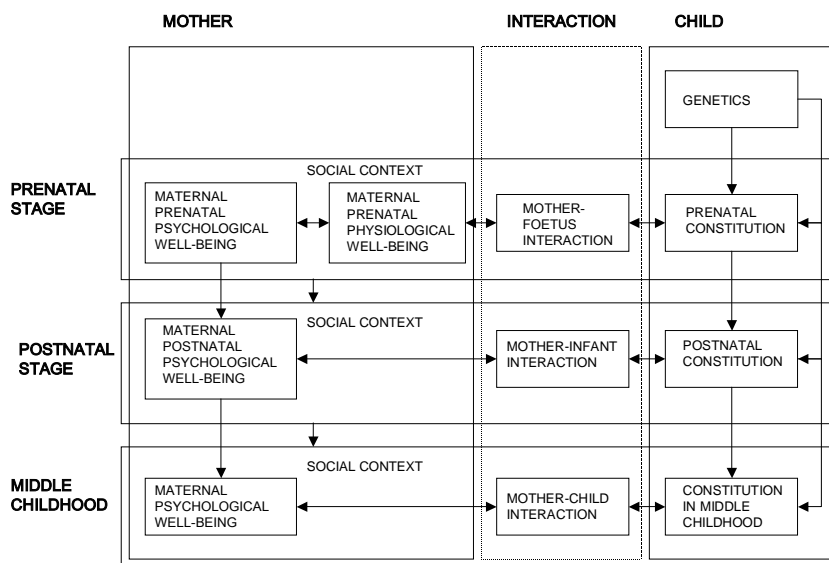 MOTHER
INTERACTION
CHILD
GENETICS
SOCIAL CONTEXT
PRENATAL
STAGE
MATERNAL
PRENATAL
PSYCHOLOGICAL
WELL-BEING
MATERNAL
PRENATAL
PHYSIOLOGICAL
WELL-BEING
MOTHER-
FOETUS
INTERACTION
PRENATAL
CONSTITUTION
SOCIAL CONTEXT
POSTNATAL
STAGE
MATERNAL
POSTNATAL
PSYCHOLOGICAL
WELL-BEING
MOTHER-INFANT
INTERACTION
POSTNATAL
CONSTITUTION
SOCIAL CONTEXT
MIDDLE
CHILDHOOD
MATERNAL
PSYCHOLOGICAL
WELL-BEING
MOTHER-CHILD
INTERACTION
CONSTITUTION
IN MIDDLE
CHILDHOOD